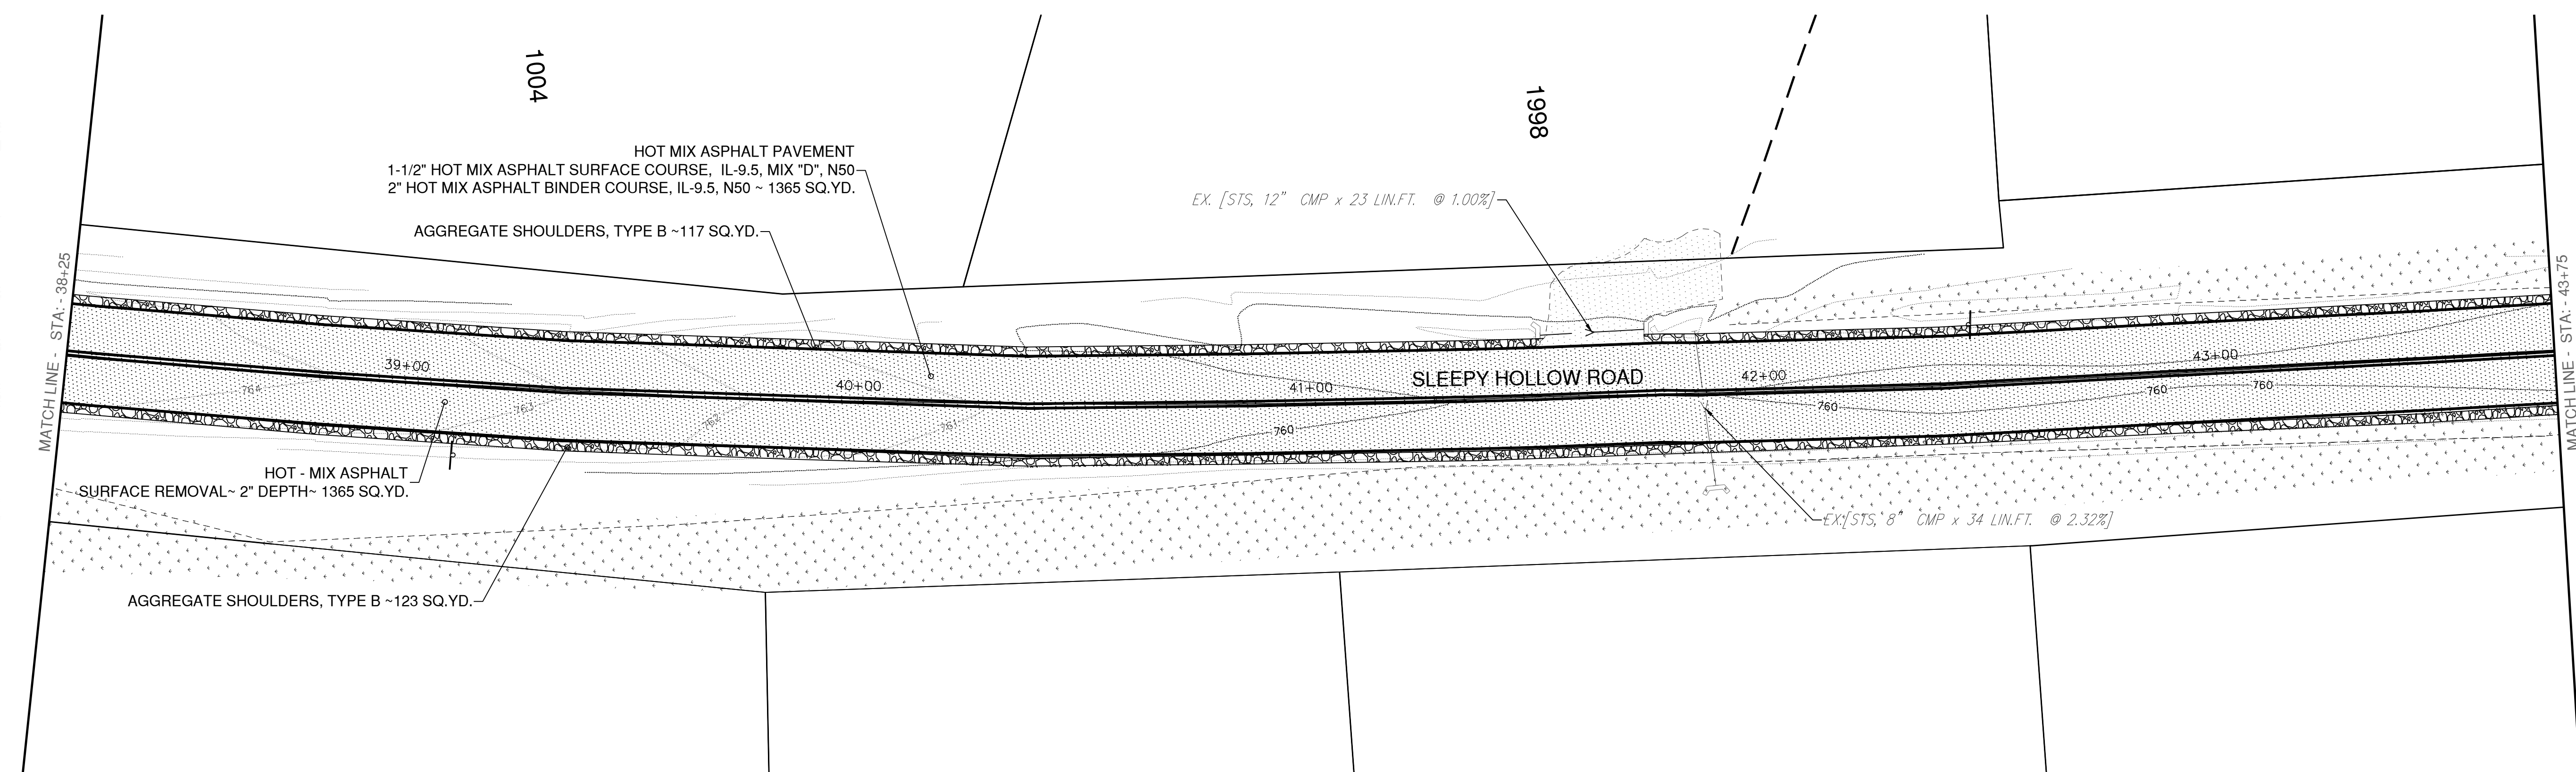 1004
1998
HOT MIX ASPHALT PAVEMENT
1-1/2" HOT MIX ASPHALT SURFACE COURSE, IL-9.5, MIX "D", N50
2" HOT MIX ASPHALT BINDER COURSE, IL-9.5, N50 ~ 1365 SQ.YD.
EX. [STS, 12" CMP x 23 LIN.FT. @ 1.00%]
AGGREGATE SHOULDERS, TYPE B ~117 SQ.YD.
MATCH LINE - STA: - 38+25
MATCH LINE - STA: - 43+75
39+00
40+00
41+00
SLEEPY HOLLOW ROAD
42+00
43+00
764
763
762
761
760
760
760
760
HOT - MIX ASPHALT
SURFACE REMOVAL~ 2" DEPTH~ 1365 SQ.YD.
EX.[STS, 8" CMP x 34 LIN.FT. @ 2.32%]
AGGREGATE SHOULDERS, TYPE B ~123 SQ.YD.